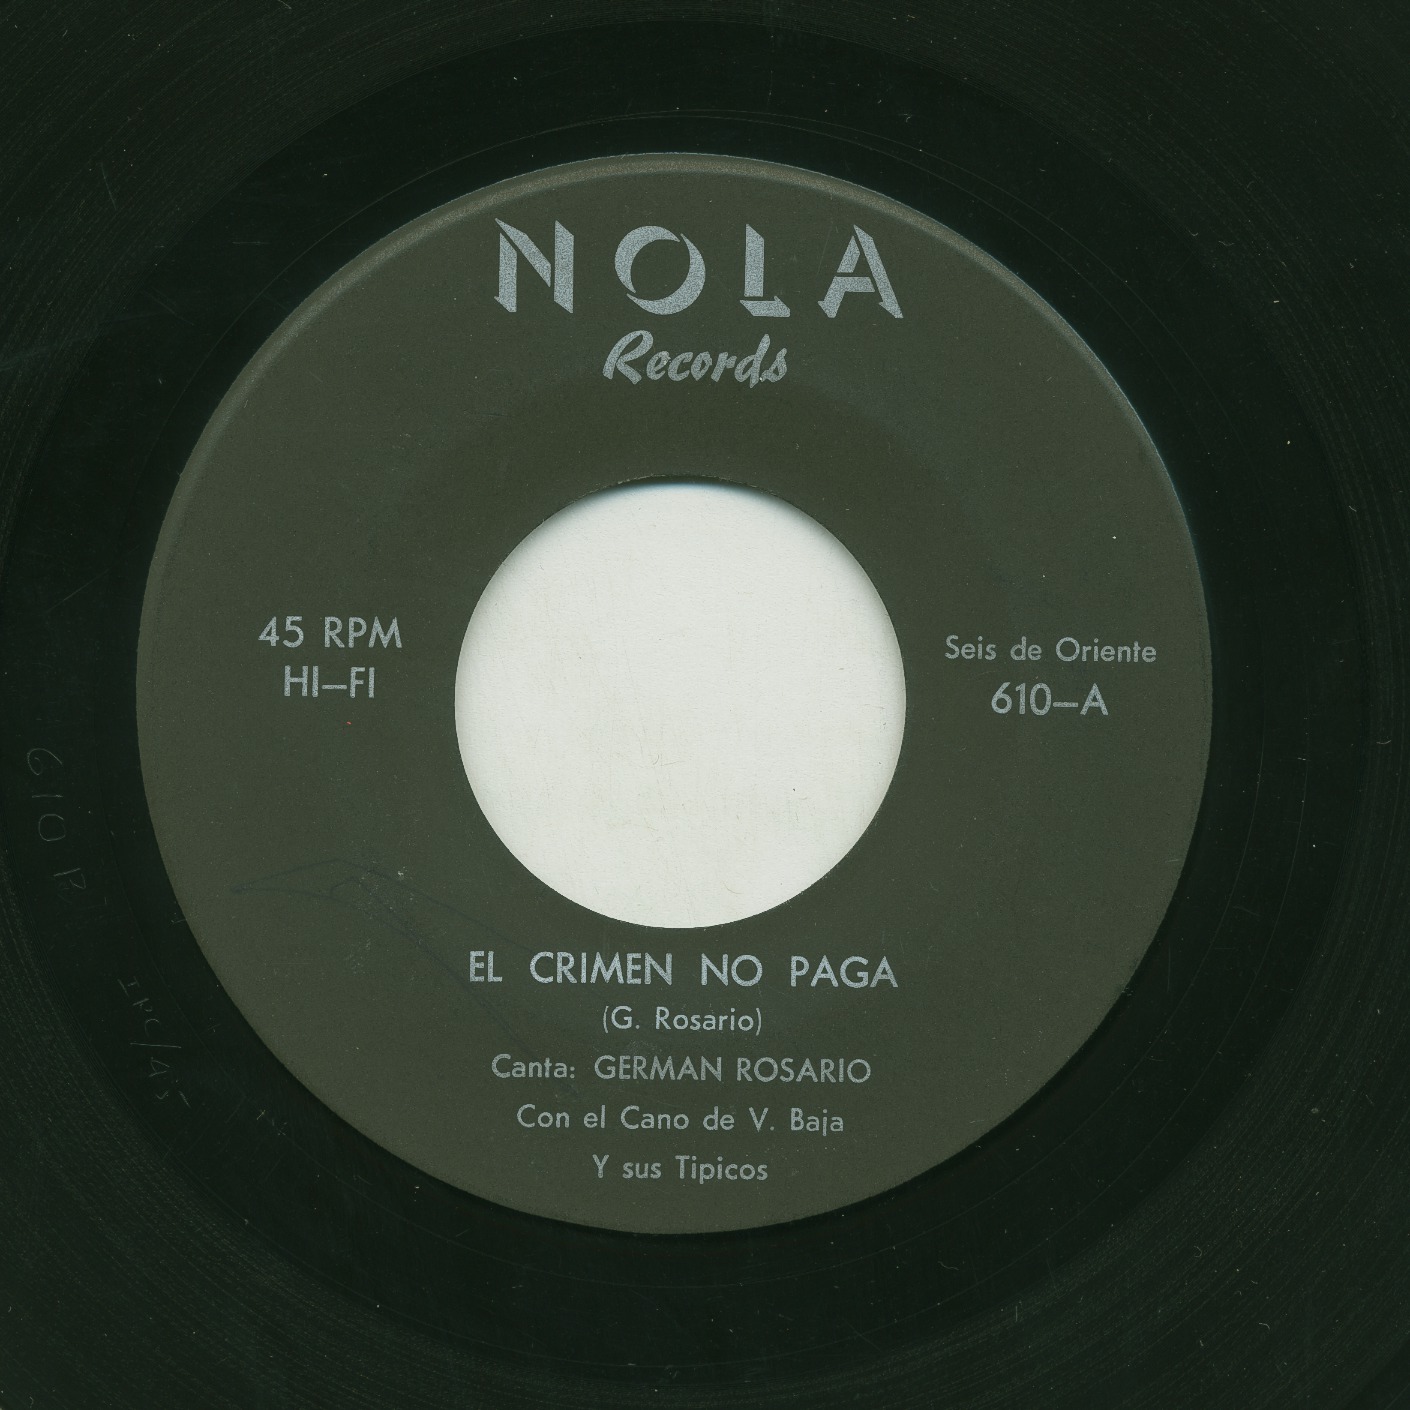 NOLA
Records
45 RPM
HI–FI
Seis de Oriente
610–A
EL CRIMEN NO PAGA
(G. Rosario)
Canta: GERMAN ROSARIO
Con el Cano de V. Baja
Y sus Tipicos
610